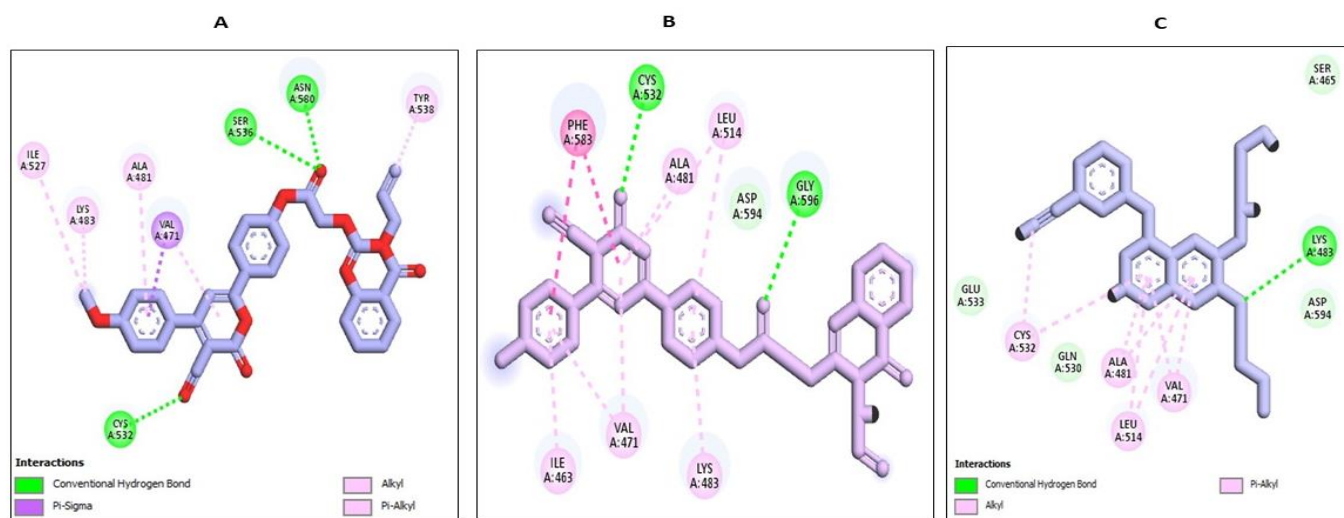 A
B
C
ASN
A:580
SER
A:536
TYR
A:538
ILE
A:527
ALA
A:481
LYS
A:483
VAL
A:471
CYS
A:532
Interactions
Conventional Hydrogen Bond
Pi-Sigma
Alkyl
Pi-Alkyl
CYS
A:532
PHE
A:583
LEU
A:514
ALA
A:481
ASP
A:594
GLY
A:596
VAL
A:471
ILE
A:463
LYS
A:483
SER
A:465
LYS
A:483
GLU
A:533
ASP
A:594
CYS
A:532
GLN
A:530
ALA
A:481
VAL
A:471
LEU
A:514
Interactions
Conventional Hydrogen Bond
Alkyl
Pi-Alkyl